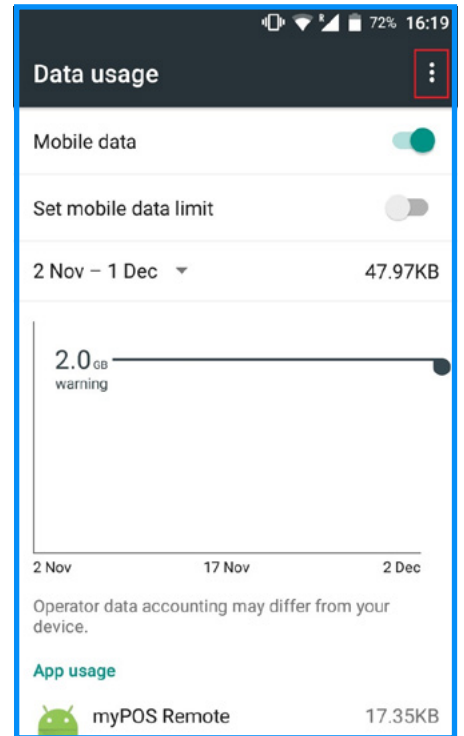 R 72% 16:19
Data usage
Mobile data
Set mobile data limit
2 Nov – 1 Dec 47.97KB
2.0 GB
warning
2 Nov 17 Nov 2 Dec
Operator data accounting may differ from your
device.
App usage
myPOS Remote 17.35KB